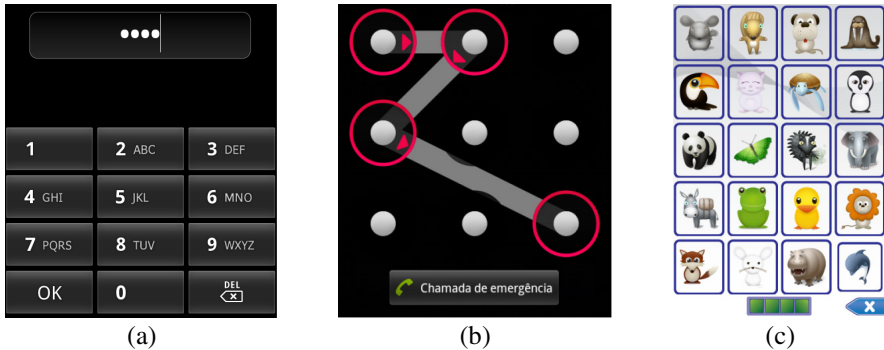 1
2 ABC
3 DEF
4 GHI
5 JKL
6 MNO
7 PQRS
8 TUV
9 WXYZ
OK
0
DEL
Chamada de emergência
(a)
(b)
(c)